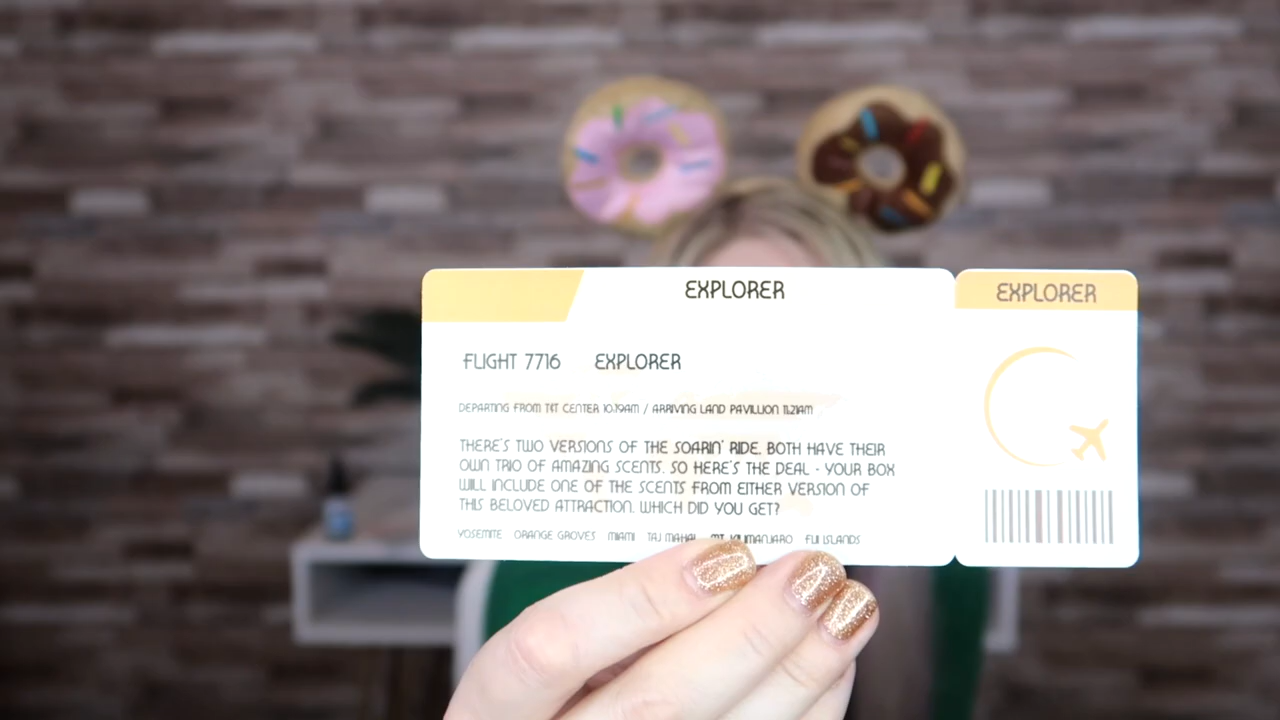 EXPLORER
EXPLORER
FLIGHT 7716 EXPLORER
DEPARTING FROM TTT CENTER 10:19AM / ARRIVING LAND PAVILLION 11:21AM
THERE'S TWO VERSIONS OF THE SOARIN' RIDE. BOTH HAVE THEIR
OWN TRIO OF AMAZING SCENTS. SO HERE'S THE DEAL - YOUR BOX
WILL INCLUDE ONE OF THE SCENTS FROM EITHER VERSION OF
THIS BELOVED ATTRACTION. WHICH DID YOU GET?
YOSEMITE ORANGE GROVES MIAMI TAJ MAHAL MT. KILIMANJARO FIJI ISLANDS